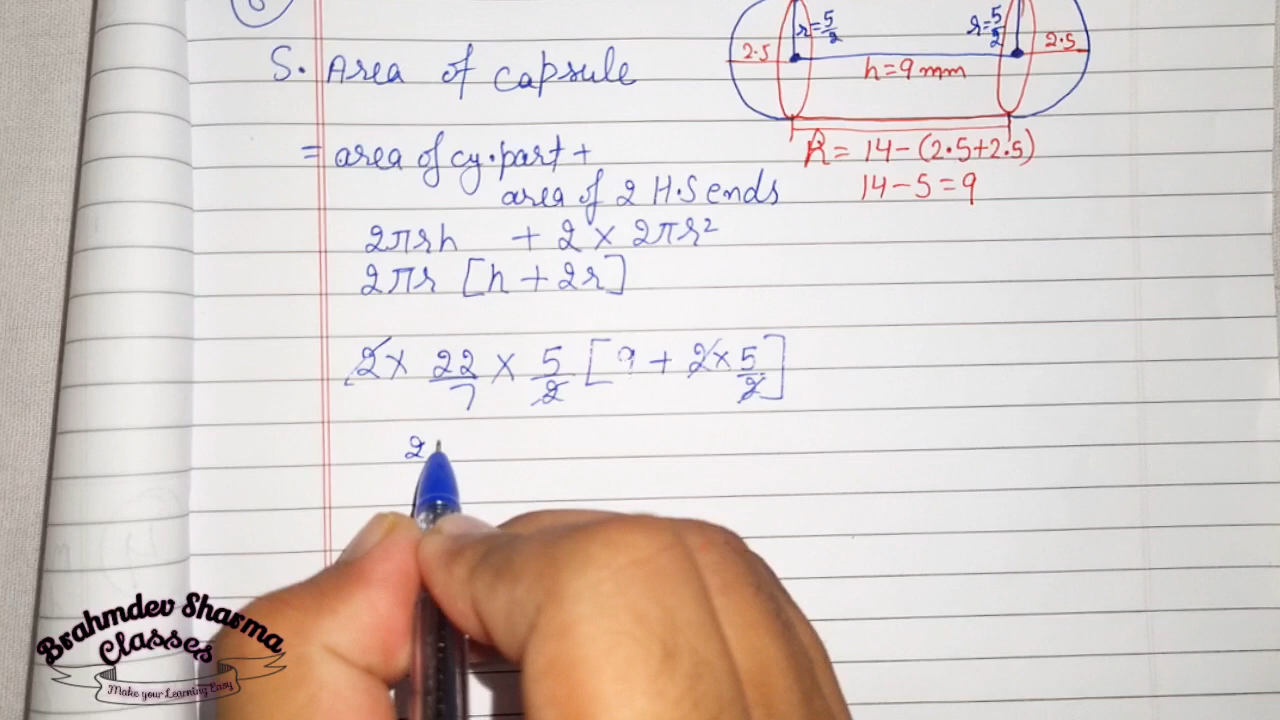 6
r=5/2
r=5/2
2.5
2.5
h=9 mm
S. Area of capsule
= area of cy. part +
area of 2 H.S ends
h = 14-(2.5+2.5)
14-5=9
2πrh + 2 × 2πr²
2πr [h + 2r]
2 × 22/7 × 5/2 [9 + 2×5/2]
2
Brahmdev Sharma
Classes
Make your Learning Easy